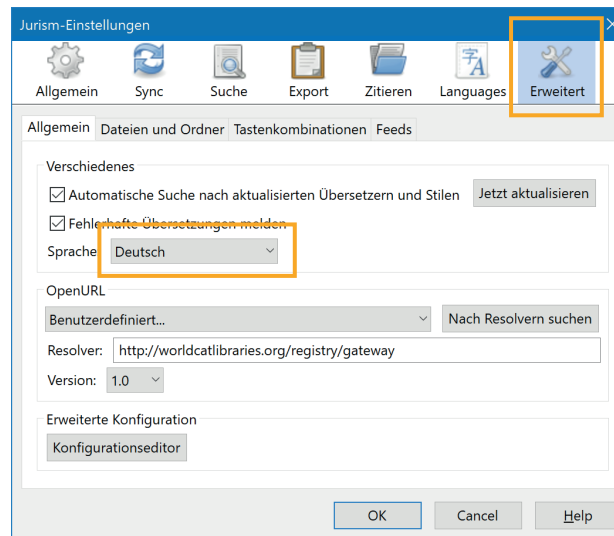 Jurism-Einstellungen
Allgemein Sync Suche Export Zitieren Languages Erweitert
Allgemein Dateien und Ordner Tastenkombinationen Feeds
Verschiedenes
Automatische Suche nach aktualisierten Übersetzern und Stilen Jetzt aktualisieren
Fehlerhafte Übersetzungen melden
Sprache Deutsch
OpenURL
Benutzerdefiniert... Nach Resolvern suchen
Resolver: http://worldcatlibraries.org/registry/gateway
Version: 1.0
Erweiterte Konfiguration
Konfigurationseditor
OK Cancel Help